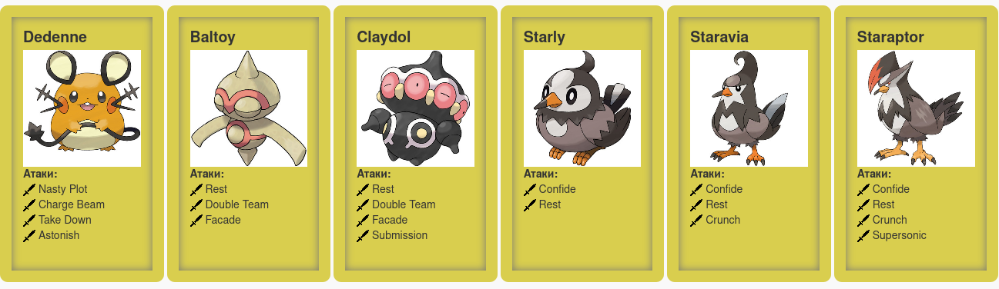 Dedenne
Атаки:
Nasty Plot
Charge Beam
Take Down
Astonish
Baltoy
Атаки:
Rest
Double Team
Facade
Claydol
Атаки:
Rest
Double Team
Facade
Submission
Starly
Атаки:
Confide
Rest
Staravia
Атаки:
Confide
Rest
Crunch
Staraptor
Атаки:
Confide
Rest
Crunch
Supersonic